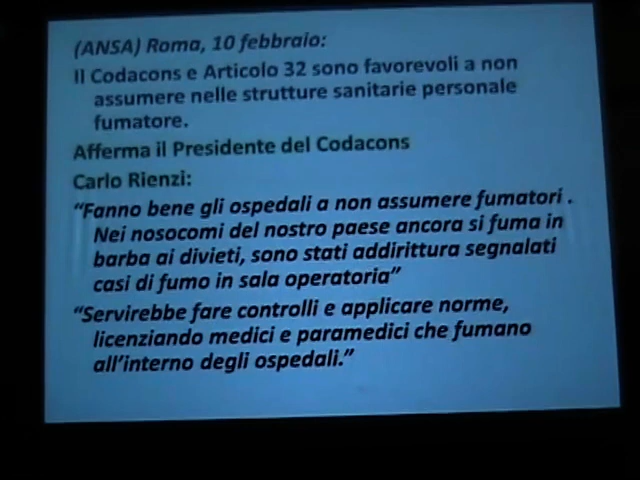 (ANSA) Roma, 10 febbraio:
Il Codacons e Articolo 32 sono favorevoli a non
assumere nelle strutture sanitarie personale
fumatore.
Afferma il Presidente del Codacons
Carlo Rienzi:
“Fanno bene gli ospedali a non assumere fumatori .
Nei nosocomi del nostro paese ancora si fuma in
barba ai divieti, sono stati addirittura segnalati
casi di fumo in sala operatoria”
“Servirebbe fare controlli e applicare norme,
licenziando medici e paramedici che fumano
all’interno degli ospedali.”